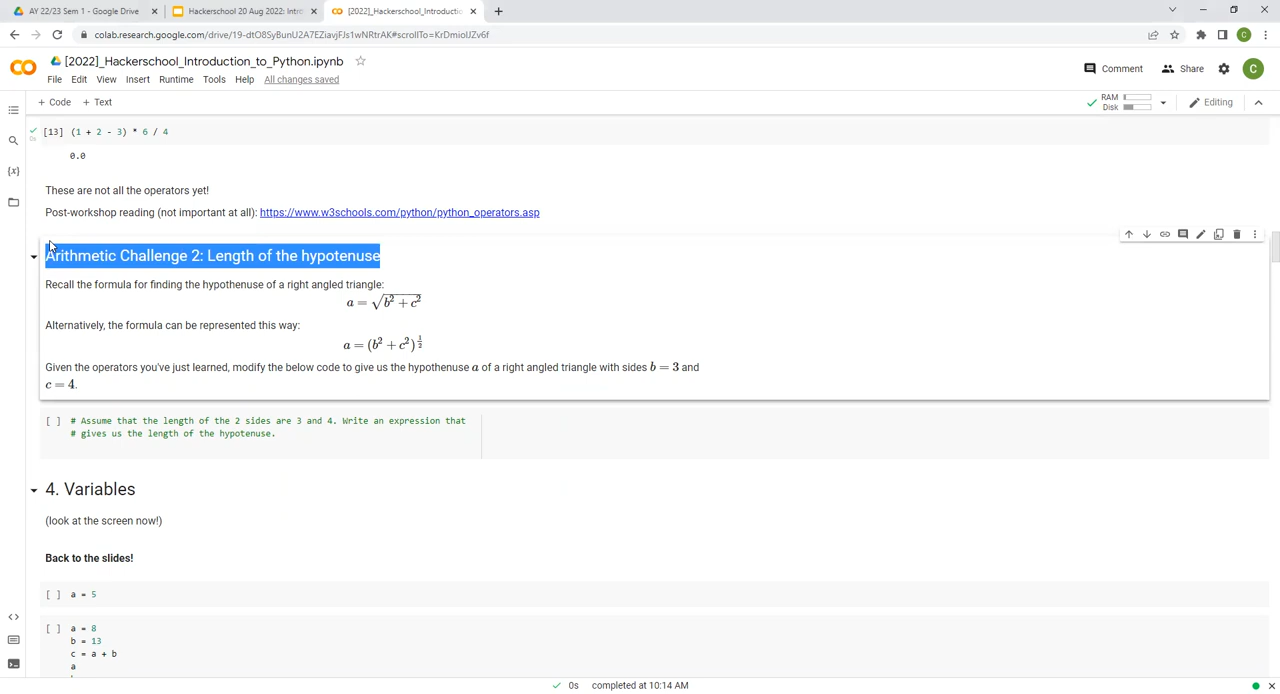 AY 22/23 Sem 1 - Google Drive
Hackerschool 20 Aug 2022: Intr
[2022]_Hackerschool_Introductio
colab.research.google.com/drive/19-dtO8SyBunU2A7EZiavjFJs1wNRtrAK#scrollTo=KrDmioIJZv6f
C
[2022]_Hackerschool_Introduction_to_Python.ipynb
Comment
Share
C
File Edit View Insert Runtime Tools Help All changes saved
+ Code + Text
RAM
Disk
Editing
[13] (1 + 2 - 3) * 6 / 4
0s
0.0
These are not all the operators yet!
Post-workshop reading (not important at all): https://www.w3schools.com/python/python_operators.asp
Arithmetic Challenge 2: Length of the hypotenuse
Recall the formula for finding the hypothenuse of a right angled triangle:
a = √(b² + c²)
Alternatively, the formula can be represented this way:
a = (b² + c²)^½
Given the operators you've just learned, modify the below code to give us the hypothenuse a of a right angled triangle with sides b = 3 and
c = 4.
[ ] # Assume that the length of the 2 sides are 3 and 4. Write an expression that
# gives us the length of the hypotenuse.
4. Variables
(look at the screen now!)
Back to the slides!
[ ] a = 5
[ ] a = 8
b = 13
c = a + b
a
0s completed at 10:14 AM